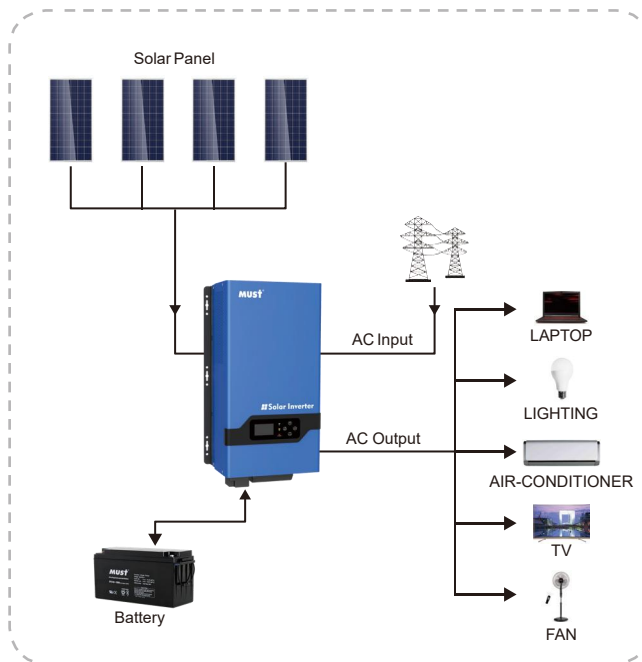 Solar Panel
MUST
AC Input
LAPTOP
LIGHTING
Solar Inverter
AC Output
AIR-CONDITIONER
TV
MUST
Battery
FAN